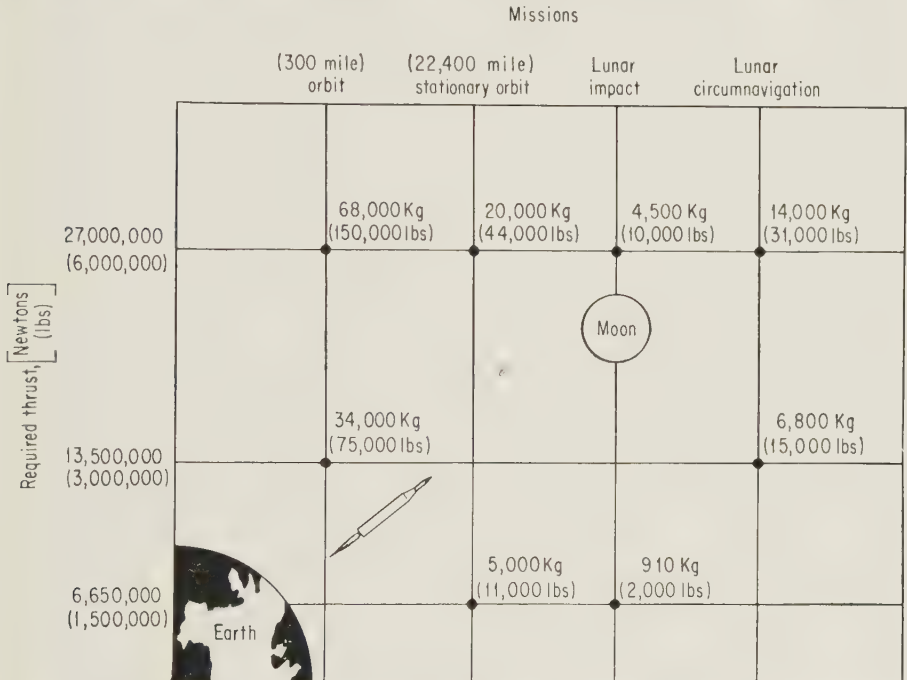 Missions
(300 mile)
orbit
(22,400 mile)
stationary orbit
Lunar
impact
Lunar
circumnavigation
Required thrust, [Newtons
(lbs)]
27,000,000
(6,000,000)
68,000 Kg
(150,000 lbs)
20,000 Kg
(44,000 lbs)
4,500 Kg
(10,000 lbs)
14,000 Kg
(31,000 lbs)
Moon
13,500,000
(3,000,000)
34,000 Kg
(75,000 lbs)
6,800 Kg
(15,000 lbs)
6,650,000
(1,500,000)
5,000 Kg
(11,000 lbs)
910 Kg
(2,000 lbs)
Earth